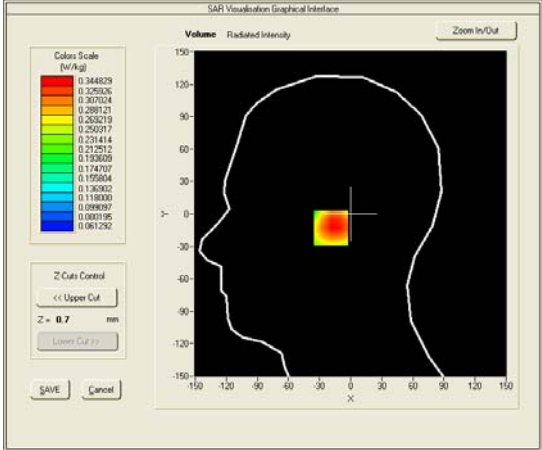 SAR Visualisation Graphical Interface
Volume Radiated Intensity
Zoom In/Out
Colors Scale
(W/kg)
0.344829
0.325926
0.307024
0.288121
0.269219
0.250317
0.231414
0.212512
0.193609
0.174707
0.155804
0.136902
0.118000
0.099097
0.080195
0.061292
Z Cuts Control
<< Upper Cut
Z = 0.7 mm
Lower Cut >>
SAVE Cancel
150
120
90
60
30
0
-30
-60
-90
-120
-150
Y
-150 -120 -90 -60 -30 0 30 60 90 120 150
X